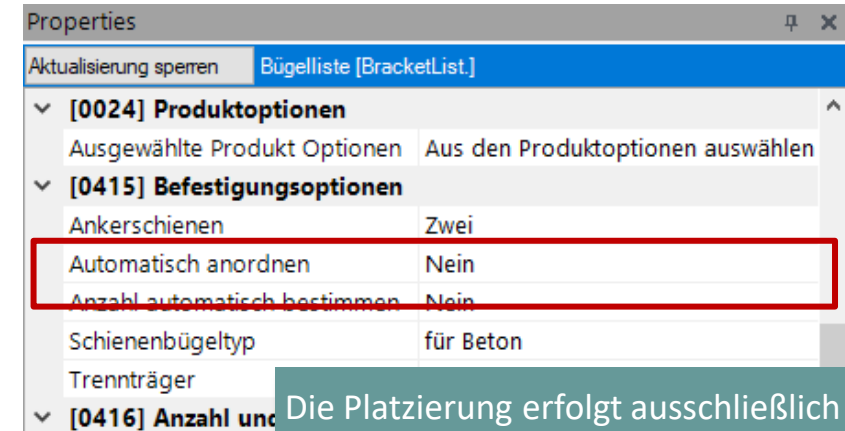 Properties
Aktualisierung sperren Bügelliste [BracketList.]
[0024] Produktoptionen
Ausgewählte Produkt Optionen Aus den Produktoptionen auswählen
[0415] Befestigungsoptionen
Ankerschienen Zwei
Automatisch anordnen Nein
Anzahl automatisch bestimmen Nein
Schienenbügeltyp für Beton
Trennträger
[0416] Anzahl und
Die Platzierung erfolgt ausschließlich